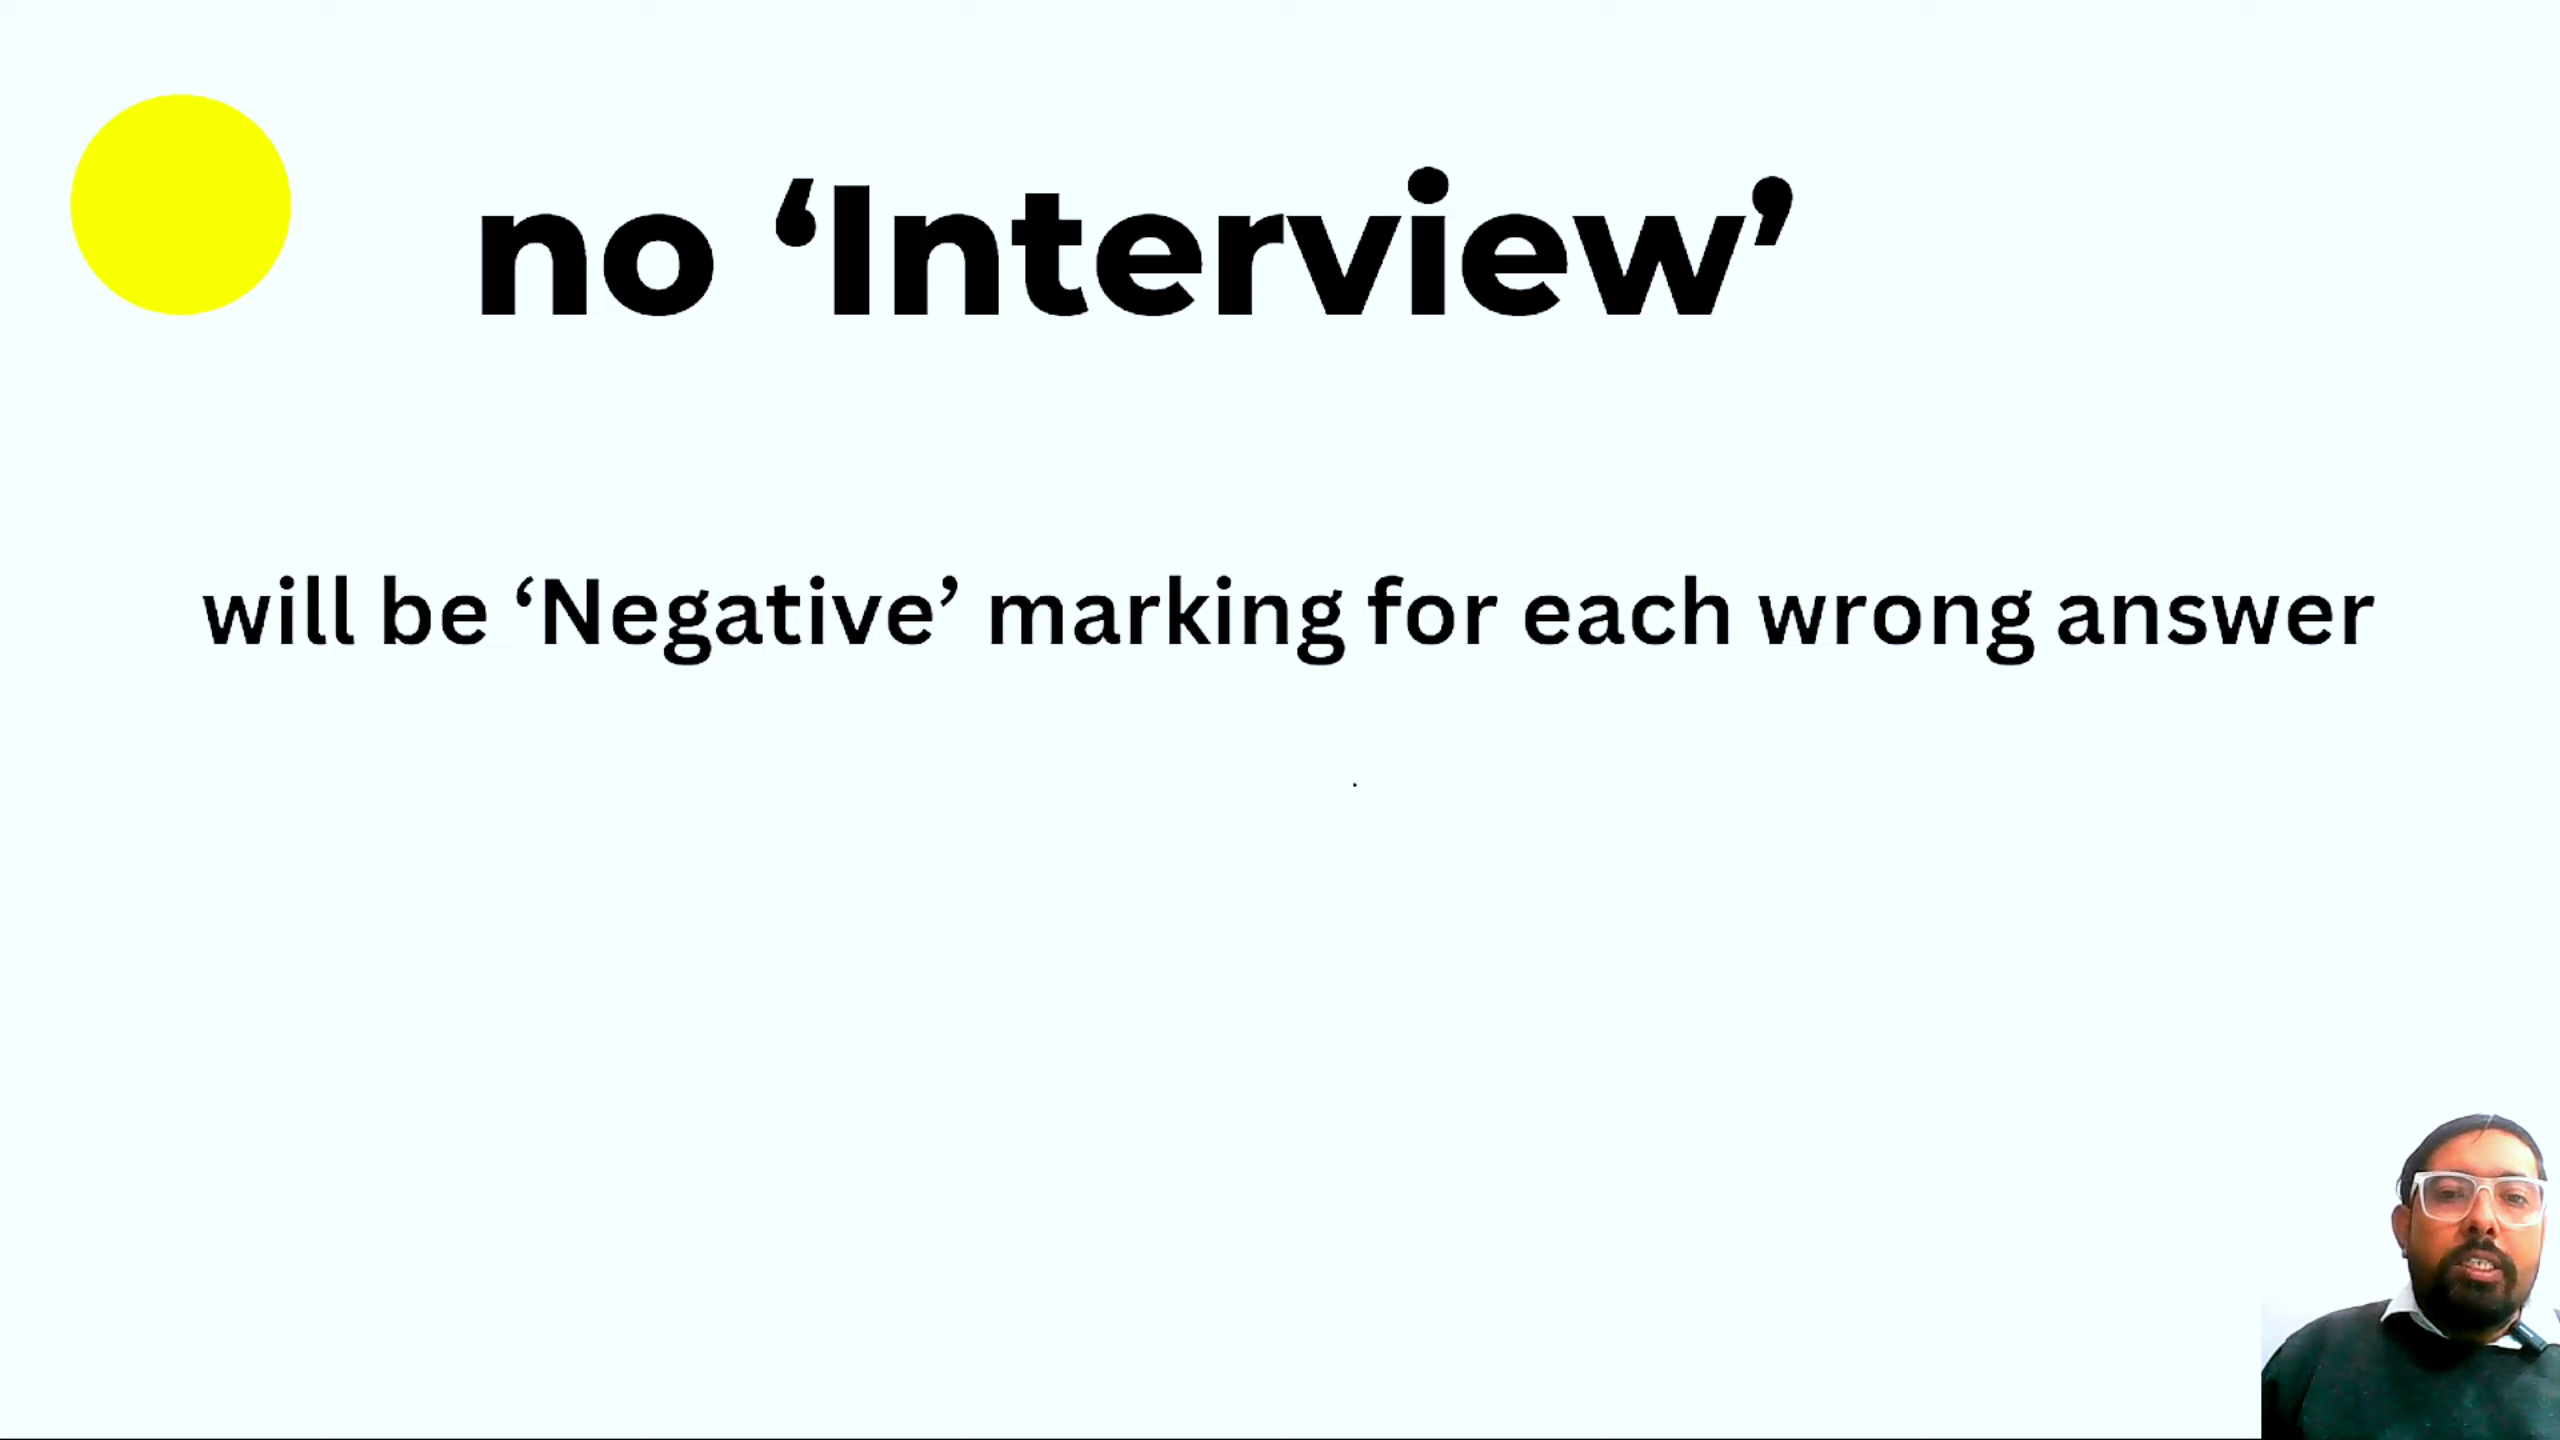 no ‘Interview’
will be ‘Negative’ marking for each wrong answer